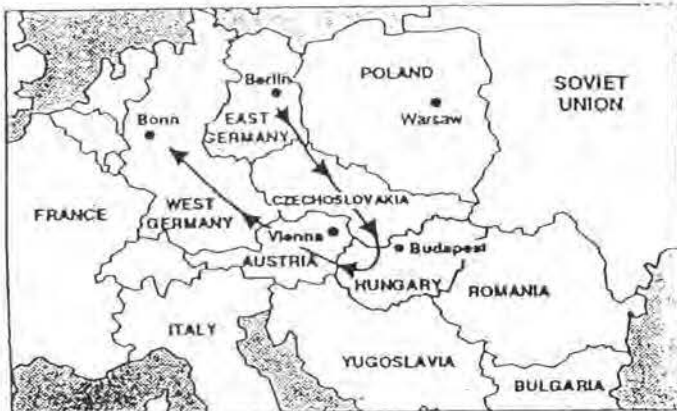 Berlin
POLAND
SOVIET
UNION
Bonn
EAST
GERMANY
Warsaw
FRANCE
WEST
GERMANY
CZECHOSLOVAKIA
Vienna
Budapest
AUSTRIA
HUNGARY
ROMANIA
ITALY
YUGOSLAVIA
BULGARIA